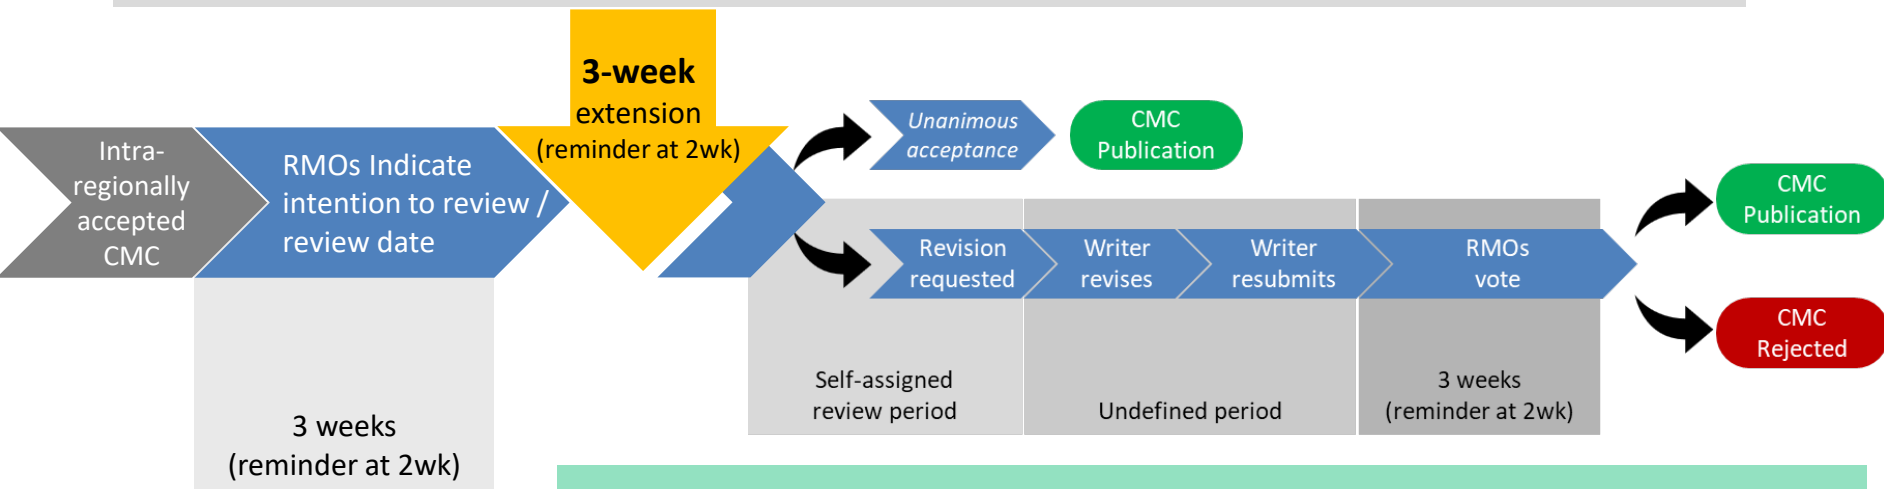 Intra-
regionally
accepted
CMC
RMOs Indicate
intention to review /
review date
3 weeks
(reminder at 2wk)
3-week
extension
(reminder at 2wk)
Unanimous
acceptance
CMC
Publication
Revision
requested
Writer
revises
Writer
resubmits
RMOs
vote
Self-assigned
review period
Undefined period
3 weeks
(reminder at 2wk)
CMC
Publication
CMC
Rejected